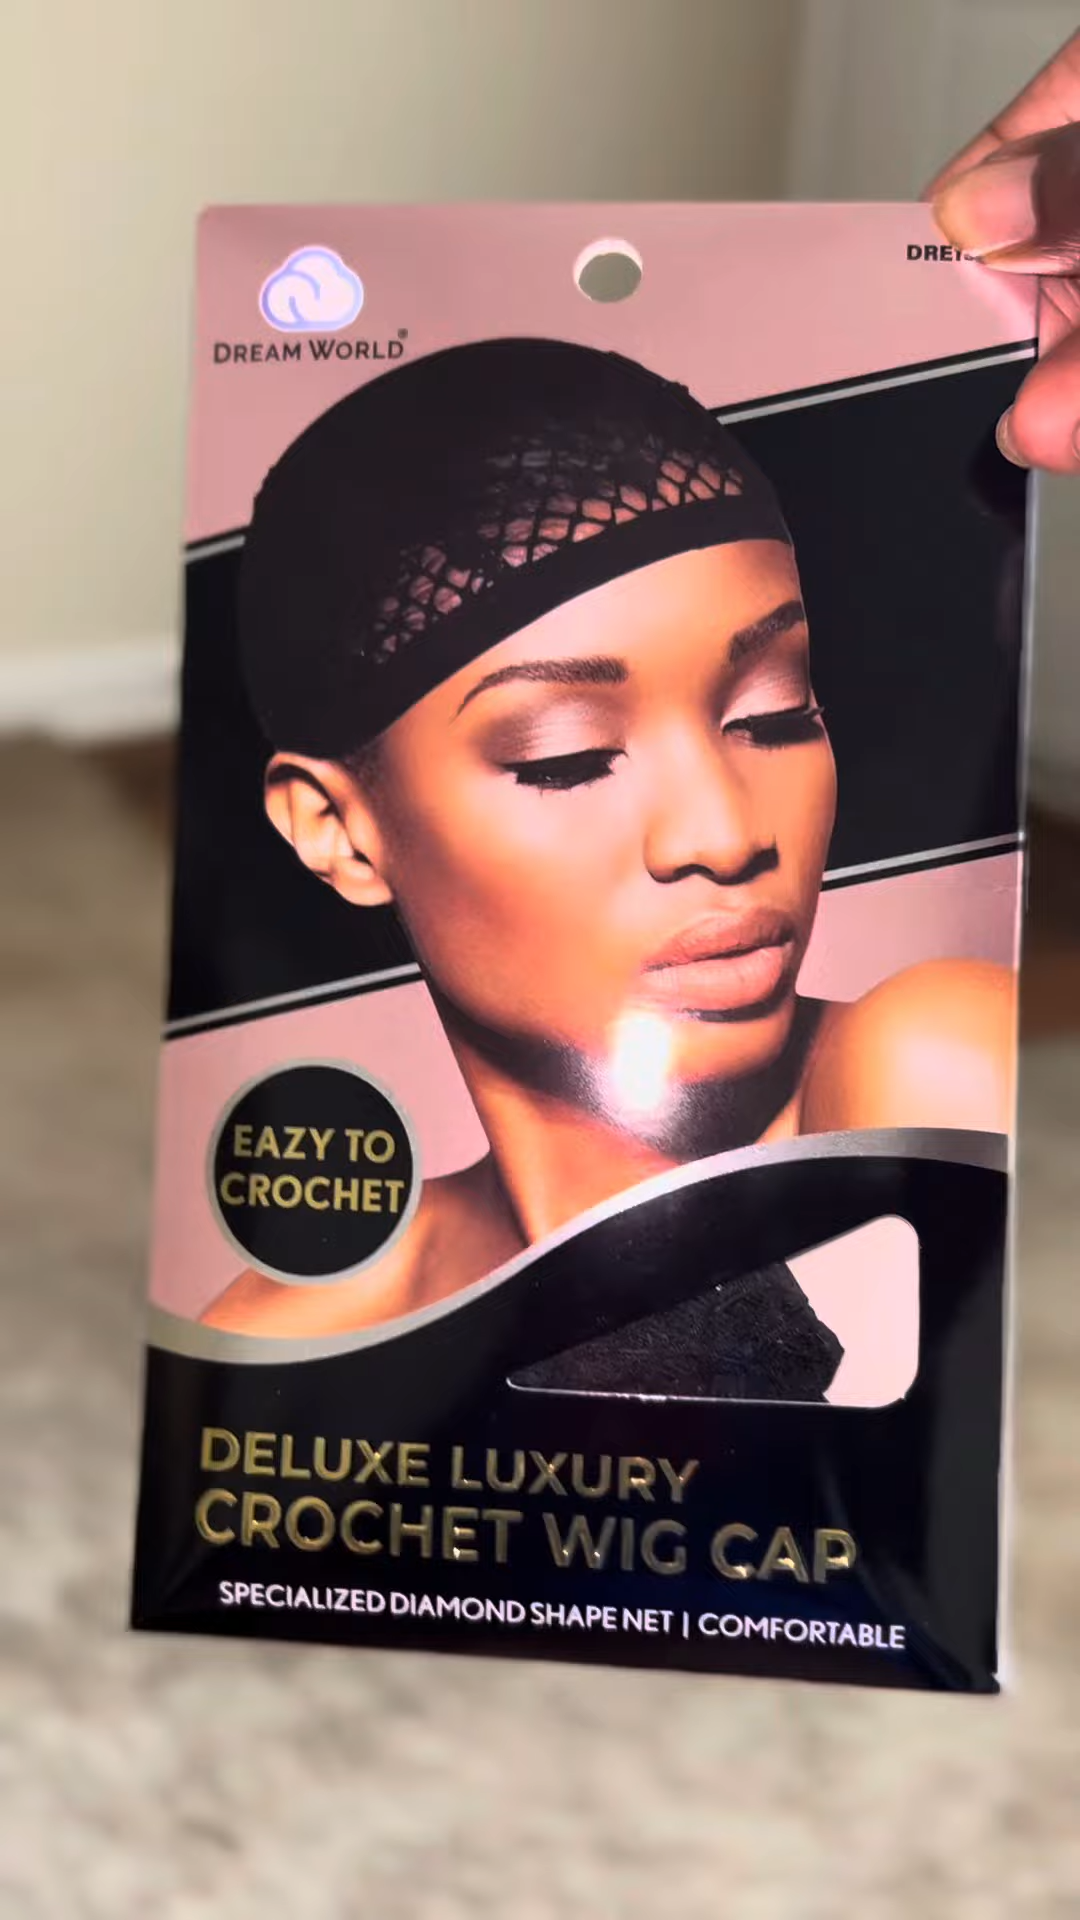 DREAM WORLD®
EAZY TO
CROCHET
DELUXE LUXURY
CROCHET WIG CAP
SPECIALIZED DIAMOND SHAPE NET | COMFORTABLE